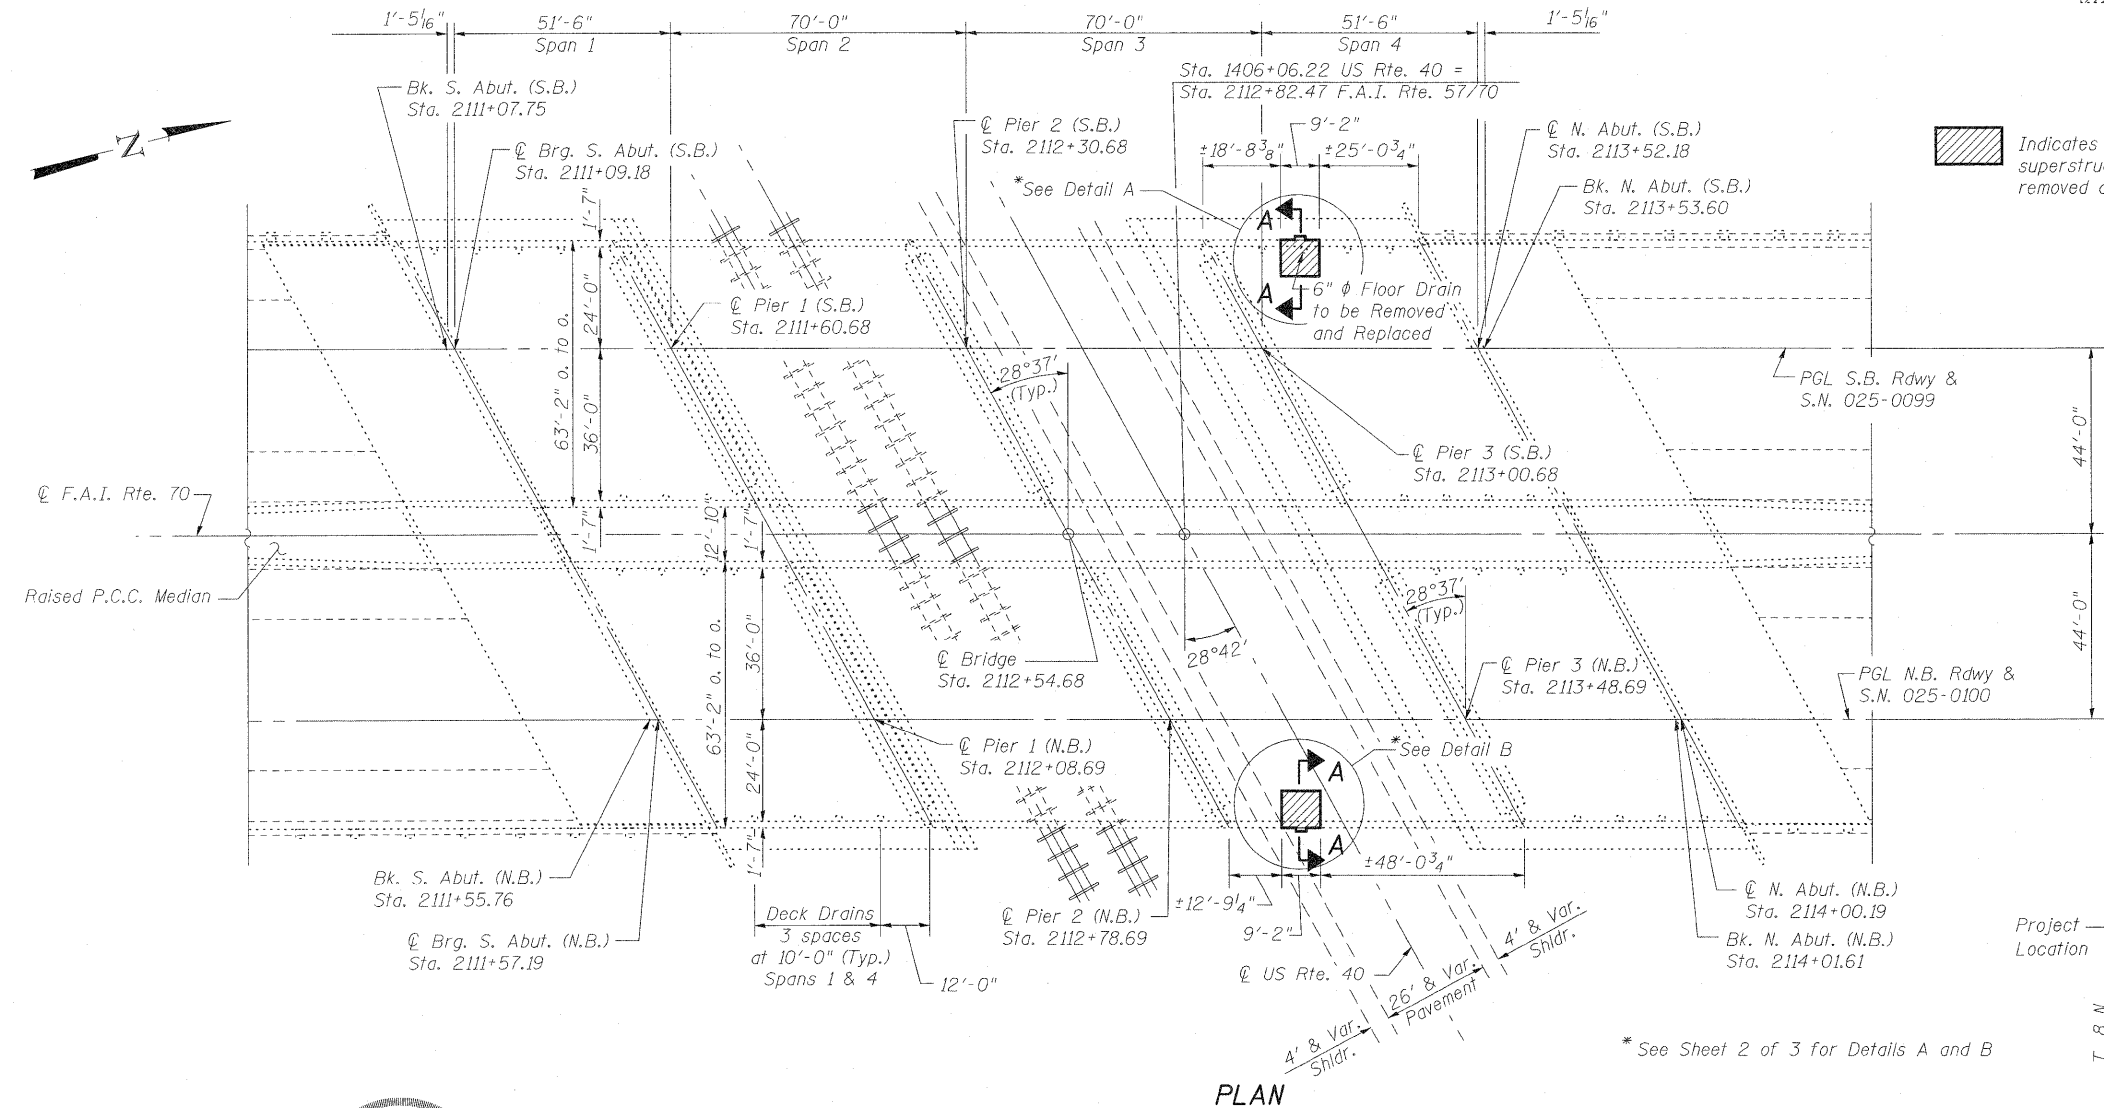 1'-5 1/16"
51'-6"
Span 1
70'-0"
Span 2
70'-0"
Span 3
51'-6"
Span 4
1'-5 1/16"
Sta. 1406+06.22 US Rte. 40 =
Sta. 2112+82.47 F.A.I. Rte. 57/70
Bk. S. Abut. (S.B.)
Sta. 2111+07.75
℄ Brg. S. Abut. (S.B.)
Sta. 2111+09.18
℄ Pier 2 (S.B.)
Sta. 2112+30.68
9'-2"
±18'-8 3/8"
±25'-0 3/4"
*See Detail A
℄ N. Abut. (S.B.)
Sta. 2113+52.18
Bk. N. Abut. (S.B.)
Sta. 2113+53.60
Indicates
superstruc
removed
N
1'-7"
A
A
24'-0"
63'-2" o. to o.
36'-0"
℄ Pier 1 (S.B.)
Sta. 2111+60.68
6" ϕ Floor Drain
to be Removed
and Replaced
28°37'
(Typ.)
PGL S.B. Rdwy &
S.N. 025-0099
℄ Pier 3 (S.B.)
Sta. 2113+00.68
44'-0"
℄ F.A.I. Rte. 70
1'-7"
12'-10"
1'-7"
Raised P.C.C. Median
28°37'
(Typ.)
28°42'
36'-0"
63'-2" o. to o.
44'-0"
℄ Bridge
Sta. 2112+54.68
℄ Pier 3 (N.B.)
Sta. 2113+48.69
PGL N.B. Rdwy &
S.N. 025-0100
℄ Pier 1 (N.B.)
Sta. 2112+08.69
*See Detail B
A
24'-0"
A
1'-7"
±48'-0 3/4"
Bk. S. Abut. (N.B.)
Sta. 2111+55.76
℄ Brg. S. Abut. (N.B.)
Sta. 2111+57.19
Deck Drains
3 spaces
at 10'-0" (Typ.)
Spans 1 & 4
12'-0"
℄ Pier 2 (N.B.)
Sta. 2112+78.69
±12'-9 1/4"
9'-2"
℄ US Rte. 40
4' & Var.
Shldr.
26' & Var.
Pavement
4' & Var.
Shldr.
℄ N. Abut. (N.B.)
Sta. 2114+00.19
Bk. N. Abut. (N.B.)
Sta. 2114+01.61
Project
Location
T 8 N
* See Sheet 2 of 3 for Details A and B
PLAN